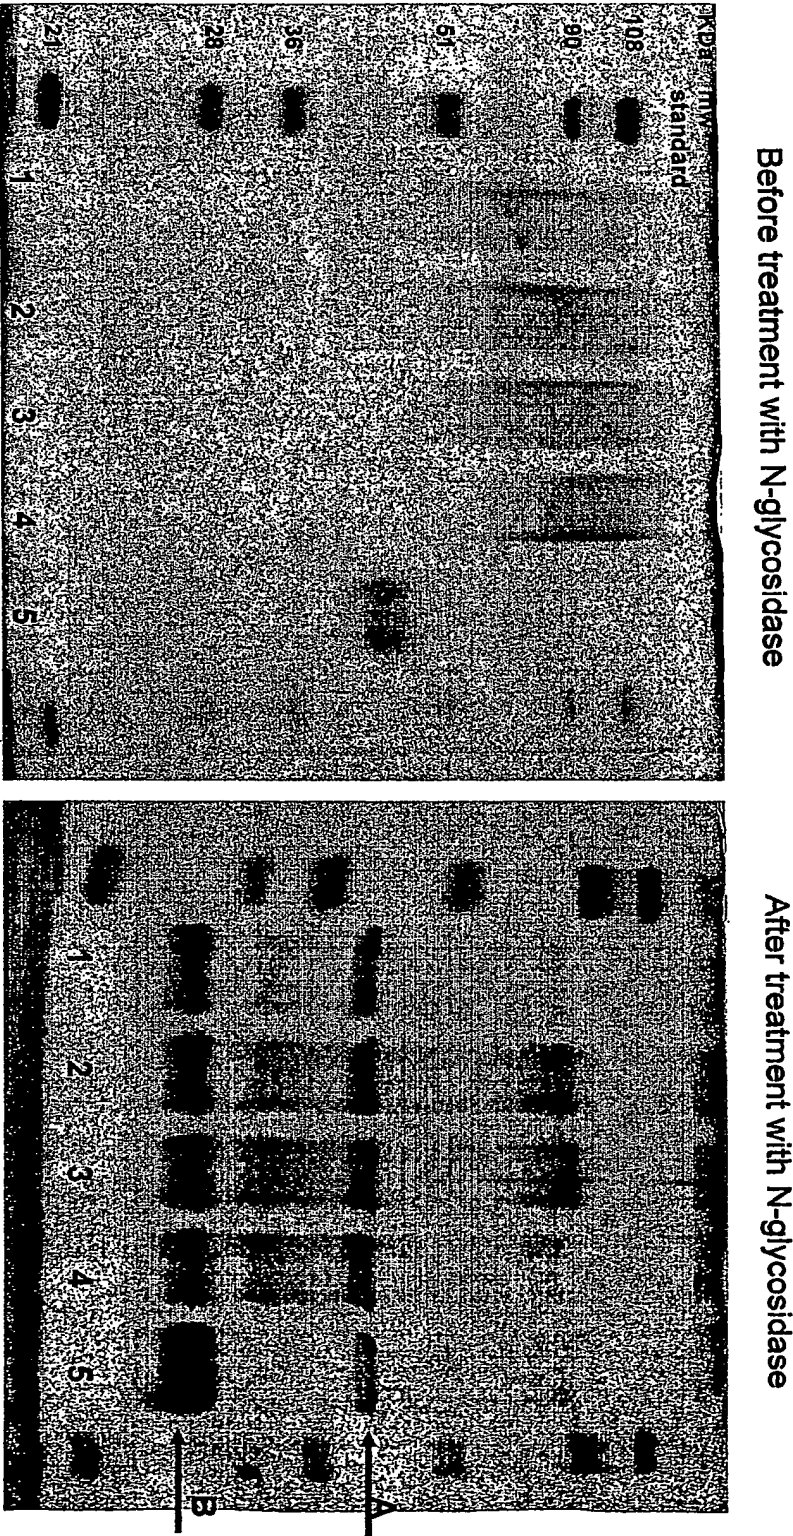 Before treatment with N-glycosidase
KDa mw
standard
108
90
51
36
28
21
1 2 3 4 5
After treatment with N-glycosidase
A
B
1 2 3 4 5